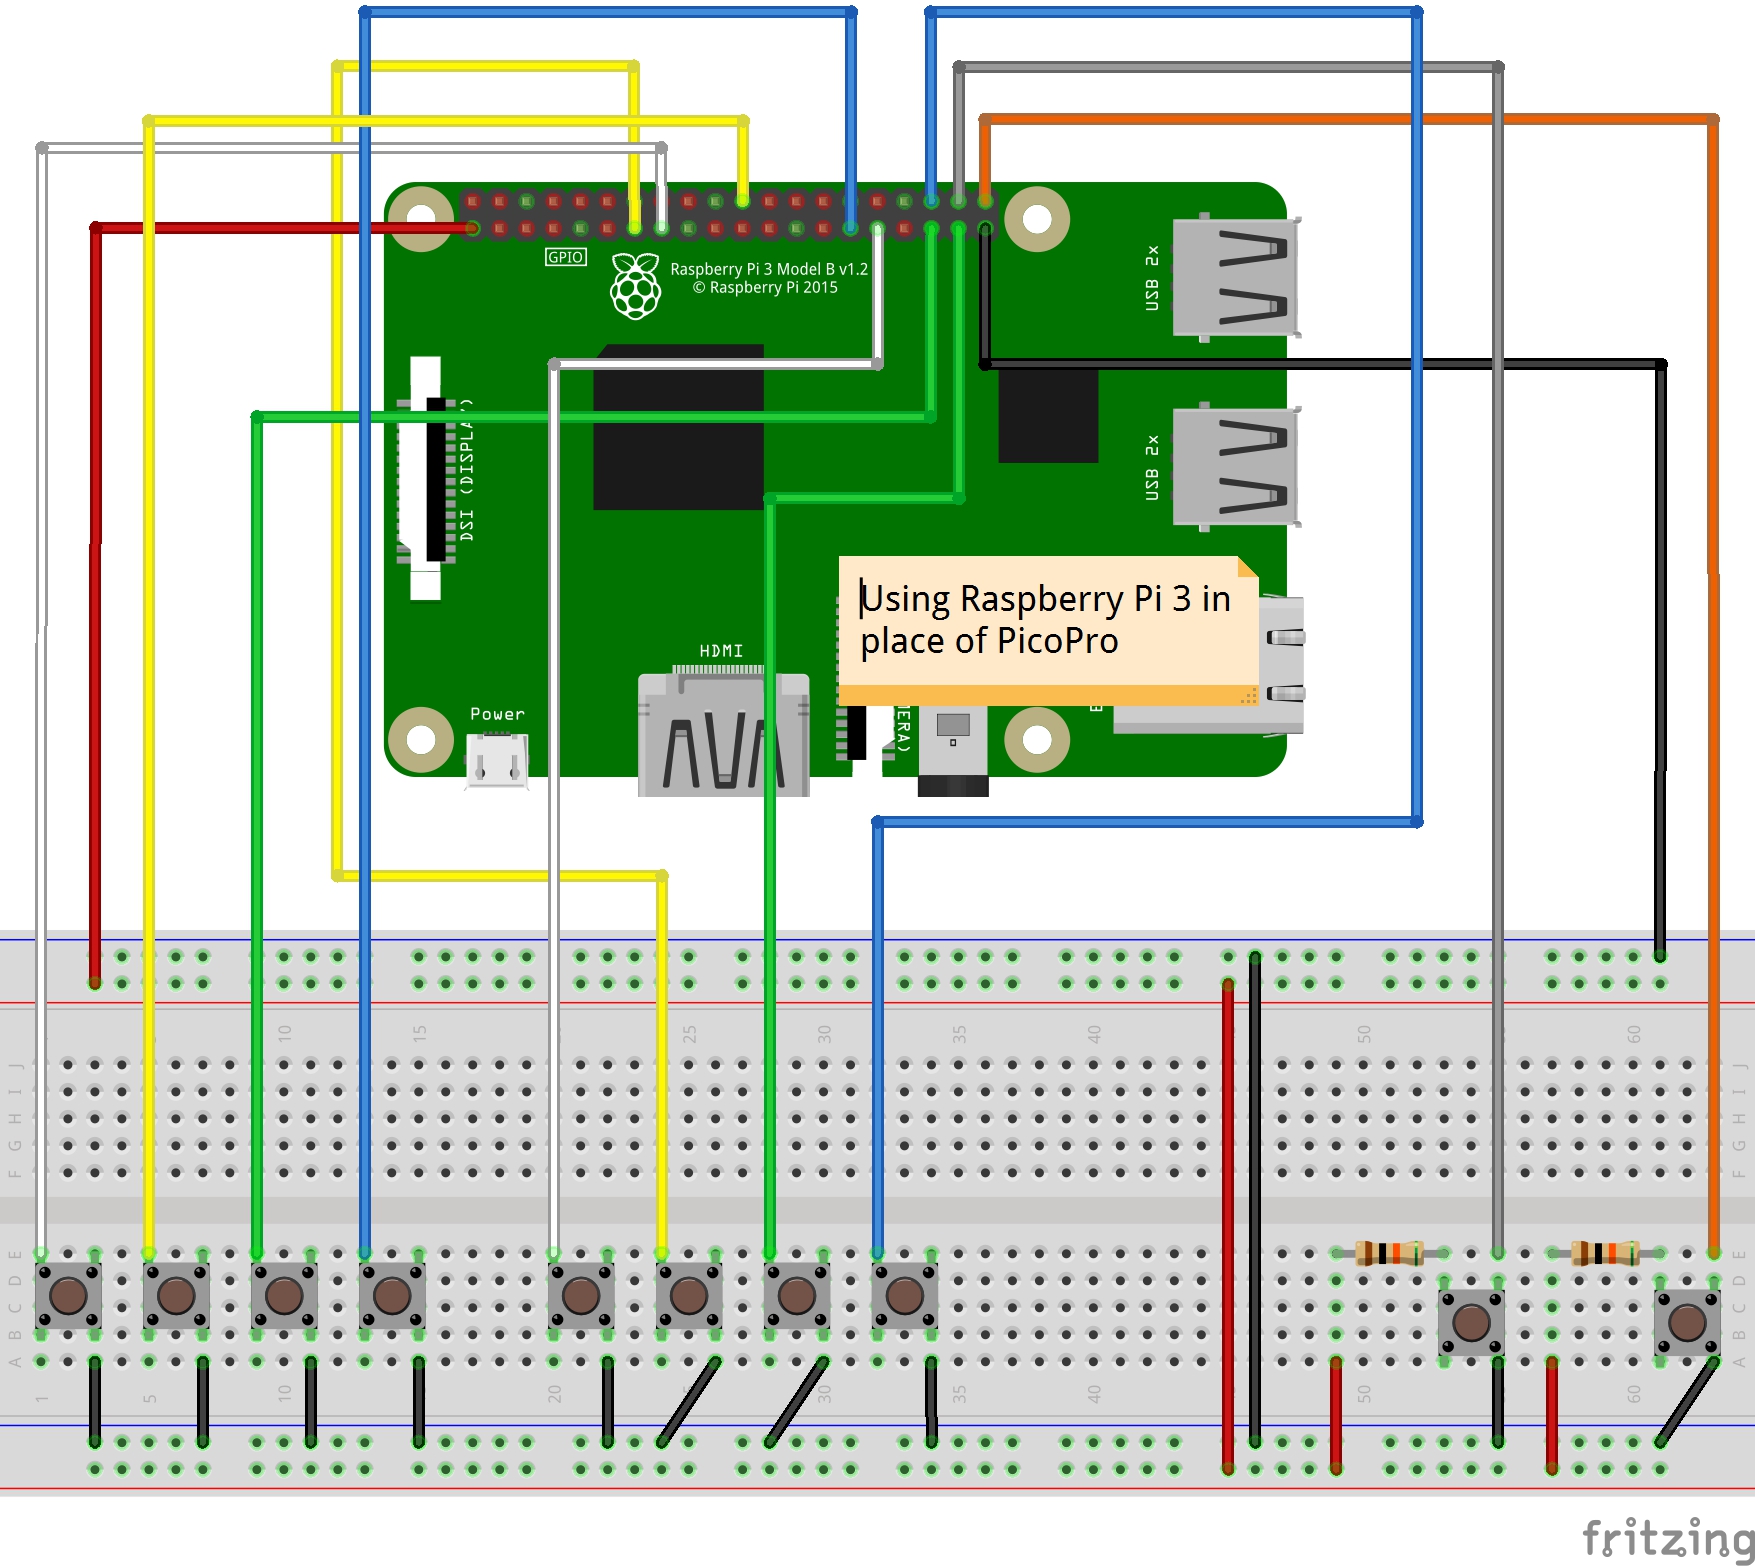 GPIO
Raspberry Pi 3 Model B v1.2
© Raspberry Pi 2015
USB 2x
DSI (DISPLAY)
USB 2x
Using Raspberry Pi 3 in
place of PicoPro
HDMI
Power
ERA)
E
10 15 25 30 35 40 50 60
J J
I I
H H
G G
F F
E E
D D
C C
B B
A A
1 5 10 20 30 35 40 50 60
fritzing